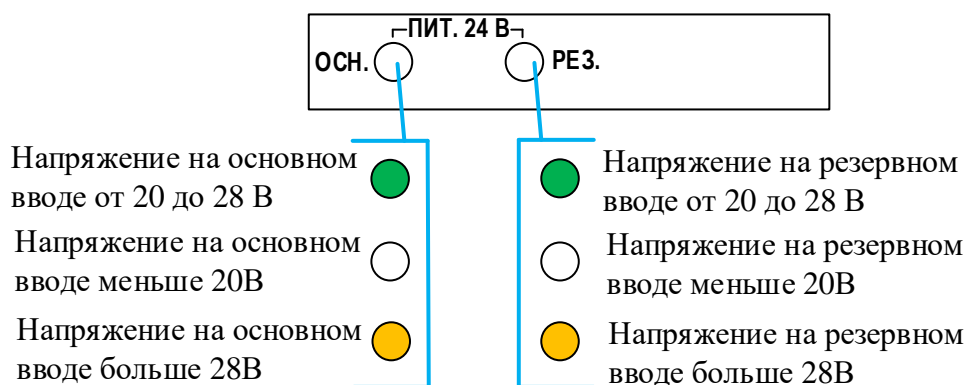 ПИТ. 24 В
ОСН.
РЕЗ.
Напряжение на основном
вводе от 20 до 28 В
Напряжение на основном
вводе меньше 20В
Напряжение на основном
вводе больше 28В
Напряжение на резервном
вводе от 20 до 28 В
Напряжение на резервном
вводе меньше 20В
Напряжение на резервном
вводе больше 28В